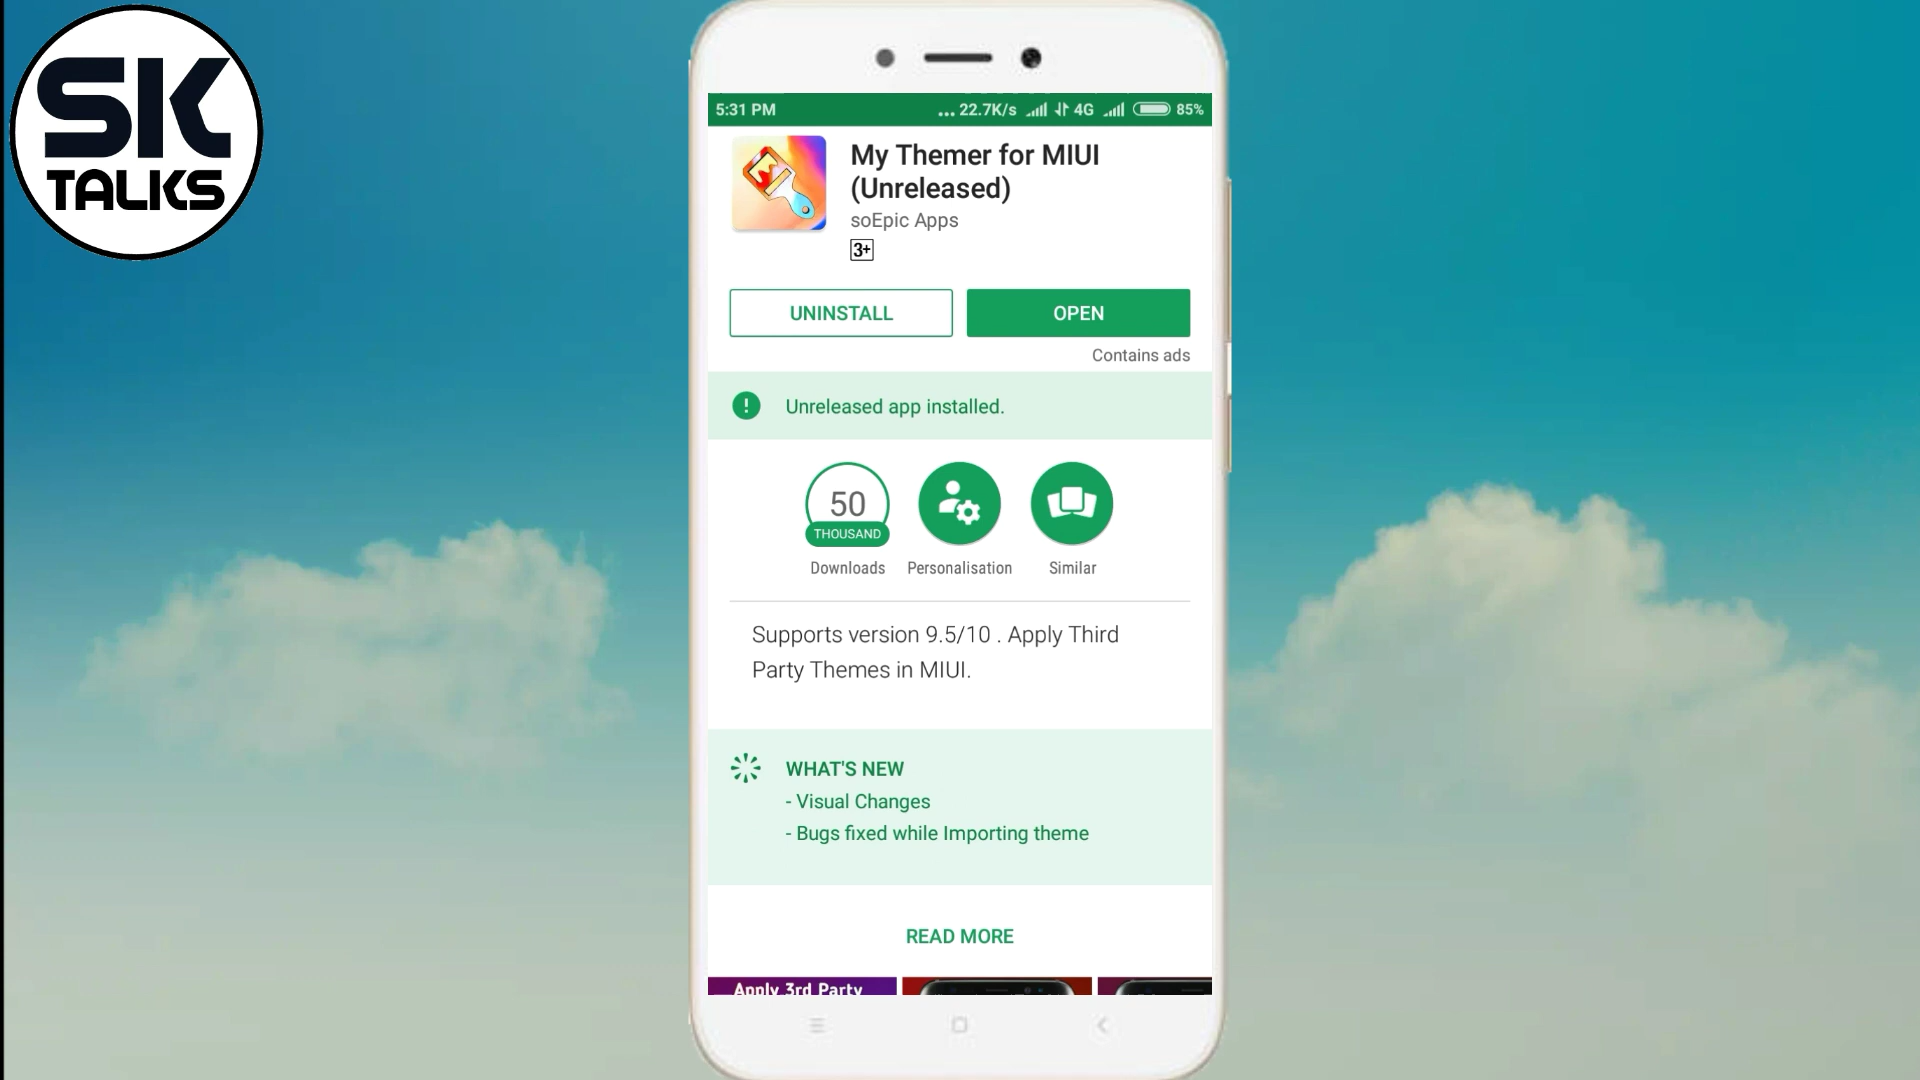 SK
TALKS
5:31 PM
... 22.7K/s 4G 85%
My Themer for MIUI
(Unreleased)
soEpic Apps
3+
UNINSTALL
OPEN
Contains ads
Unreleased app installed.
50
THOUSAND
Downloads
Personalisation
Similar
Supports version 9.5/10 . Apply Third
Party Themes in MIUI.
WHAT'S NEW
- Visual Changes
- Bugs fixed while Importing theme
READ MORE
Apply 3rd Party